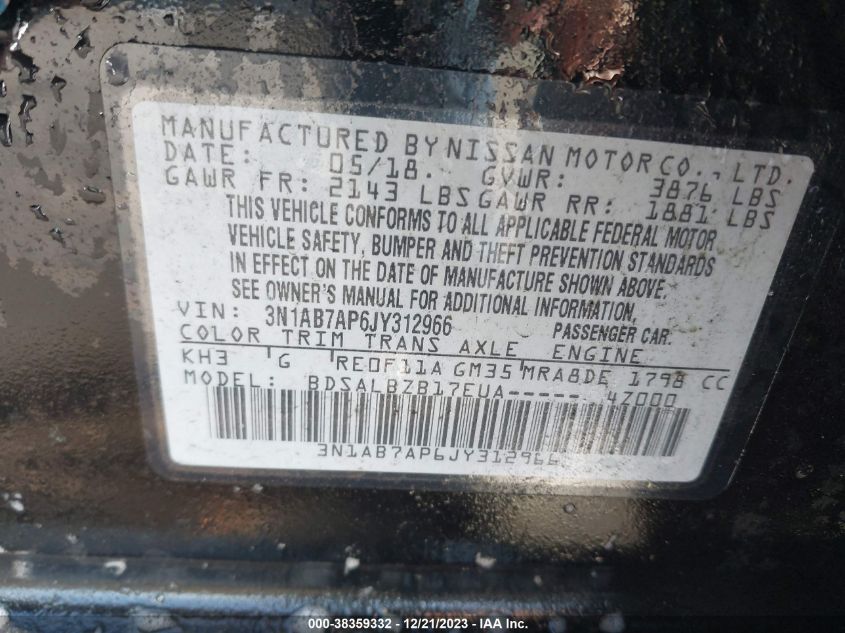 MANUFACTURED BY NISSAN MOTOR CO., LTD.
DATE: 05/18. GVWR: 3876 LBS
GAWR FR: 2143 LBS GAWR RR: 1881 LBS
THIS VEHICLE CONFORMS TO ALL APPLICABLE FEDERAL MOTOR
VEHICLE SAFETY, BUMPER AND THEFT PREVENTION STANDARDS
IN EFFECT ON THE DATE OF MANUFACTURE SHOWN ABOVE.
SEE OWNER'S MANUAL FOR ADDITIONAL INFORMATION.
VIN: 3N1AB7AP6JY312966 PASSENGER CAR.
COLOR TRIM TRANS AXLE ENGINE
KH3 G RE0F11A GM35 MRA8DE 1798 CC
MODEL: BDSALBZB17EUA----- 4Z000
3N1AB7AP6JY312966
000-38359332 - 12/21/2023 - IAA Inc.